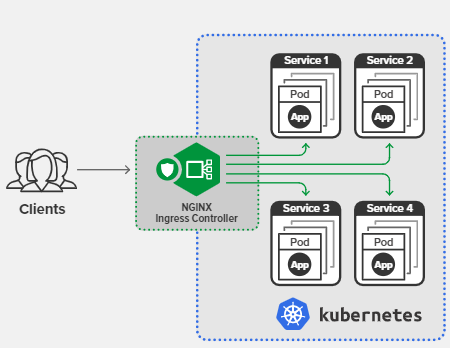 Service 1
Service 2
Pod
App
Pod
App
Clients
NGINX
Ingress Controller
Service 3
Service 4
Pod
App
Pod
App
kubernetes